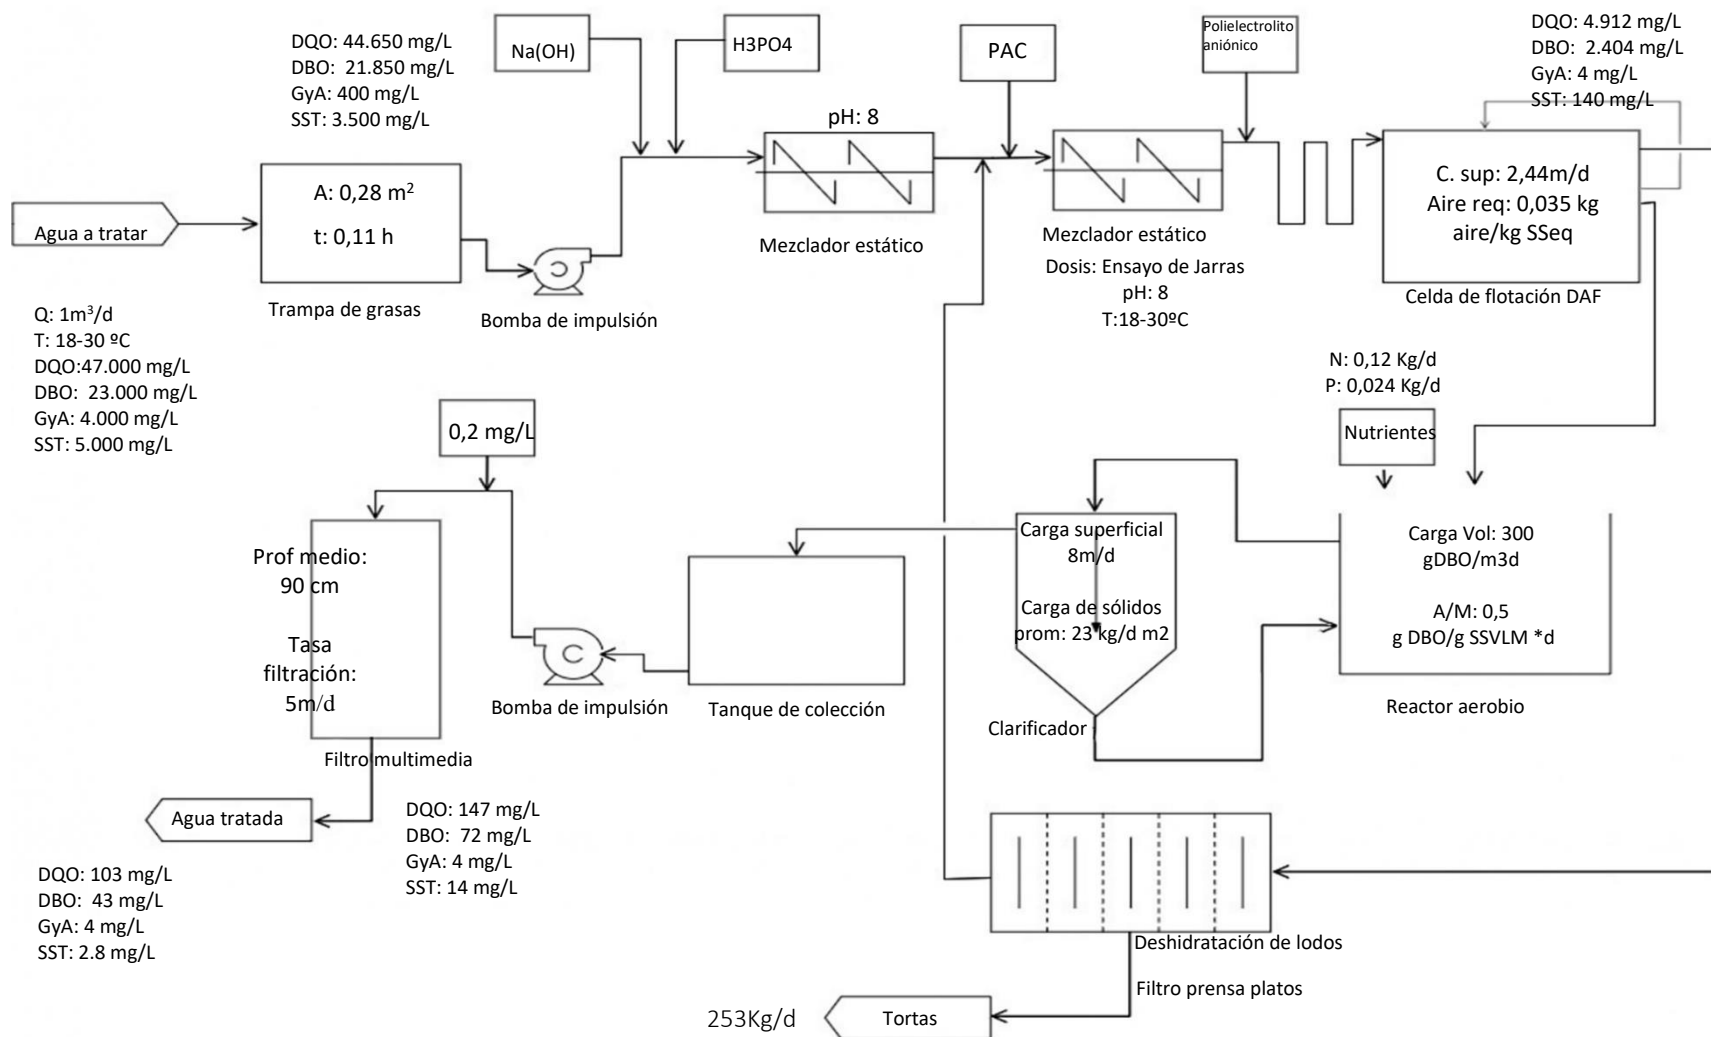 DQO: 44.650 mg/L
DBO: 21.850 mg/L
GyA: 400 mg/L
SST: 3.500 mg/L
Na(OH)
H3PO4
PAC
Polielectrolito
aniónico
DQO: 4.912 mg/L
DBO: 2.404 mg/L
GyA: 4 mg/L
SST: 140 mg/L
Agua a tratar
A: 0,28 m²
t: 0,11 h
Trampa de grasas
Bomba de impulsión
pH: 8
Mezclador estático
Mezclador estático
Dosis: Ensayo de Jarras
pH: 8
T:18-30ºC
C. sup: 2,44m/d
Aire req: 0,035 kg
aire/kg SSeq
Celda de flotación DAF
Q: 1m³/d
T: 18-30 ºC
DQO:47.000 mg/L
DBO: 23.000 mg/L
GyA: 4.000 mg/L
SST: 5.000 mg/L
N: 0,12 Kg/d
P: 0,024 Kg/d
Nutrientes
0,2 mg/L
Prof medio:
90 cm
Tasa
filtración:
5m/d
Filtro multimedia
Bomba de impulsión
Tanque de colección
Carga superficial
8m/d
Carga de sólidos
prom: 23 kg/d m2
Clarificador
Carga Vol: 300
gDBO/m3d
A/M: 0,5
g DBO/g SSVLM *d
Reactor aerobio
Agua tratada
DQO: 147 mg/L
DBO: 72 mg/L
GyA: 4 mg/L
SST: 14 mg/L
DQO: 103 mg/L
DBO: 43 mg/L
GyA: 4 mg/L
SST: 2.8 mg/L
Deshidratación de lodos
Filtro prensa platos
253Kg/d
Tortas